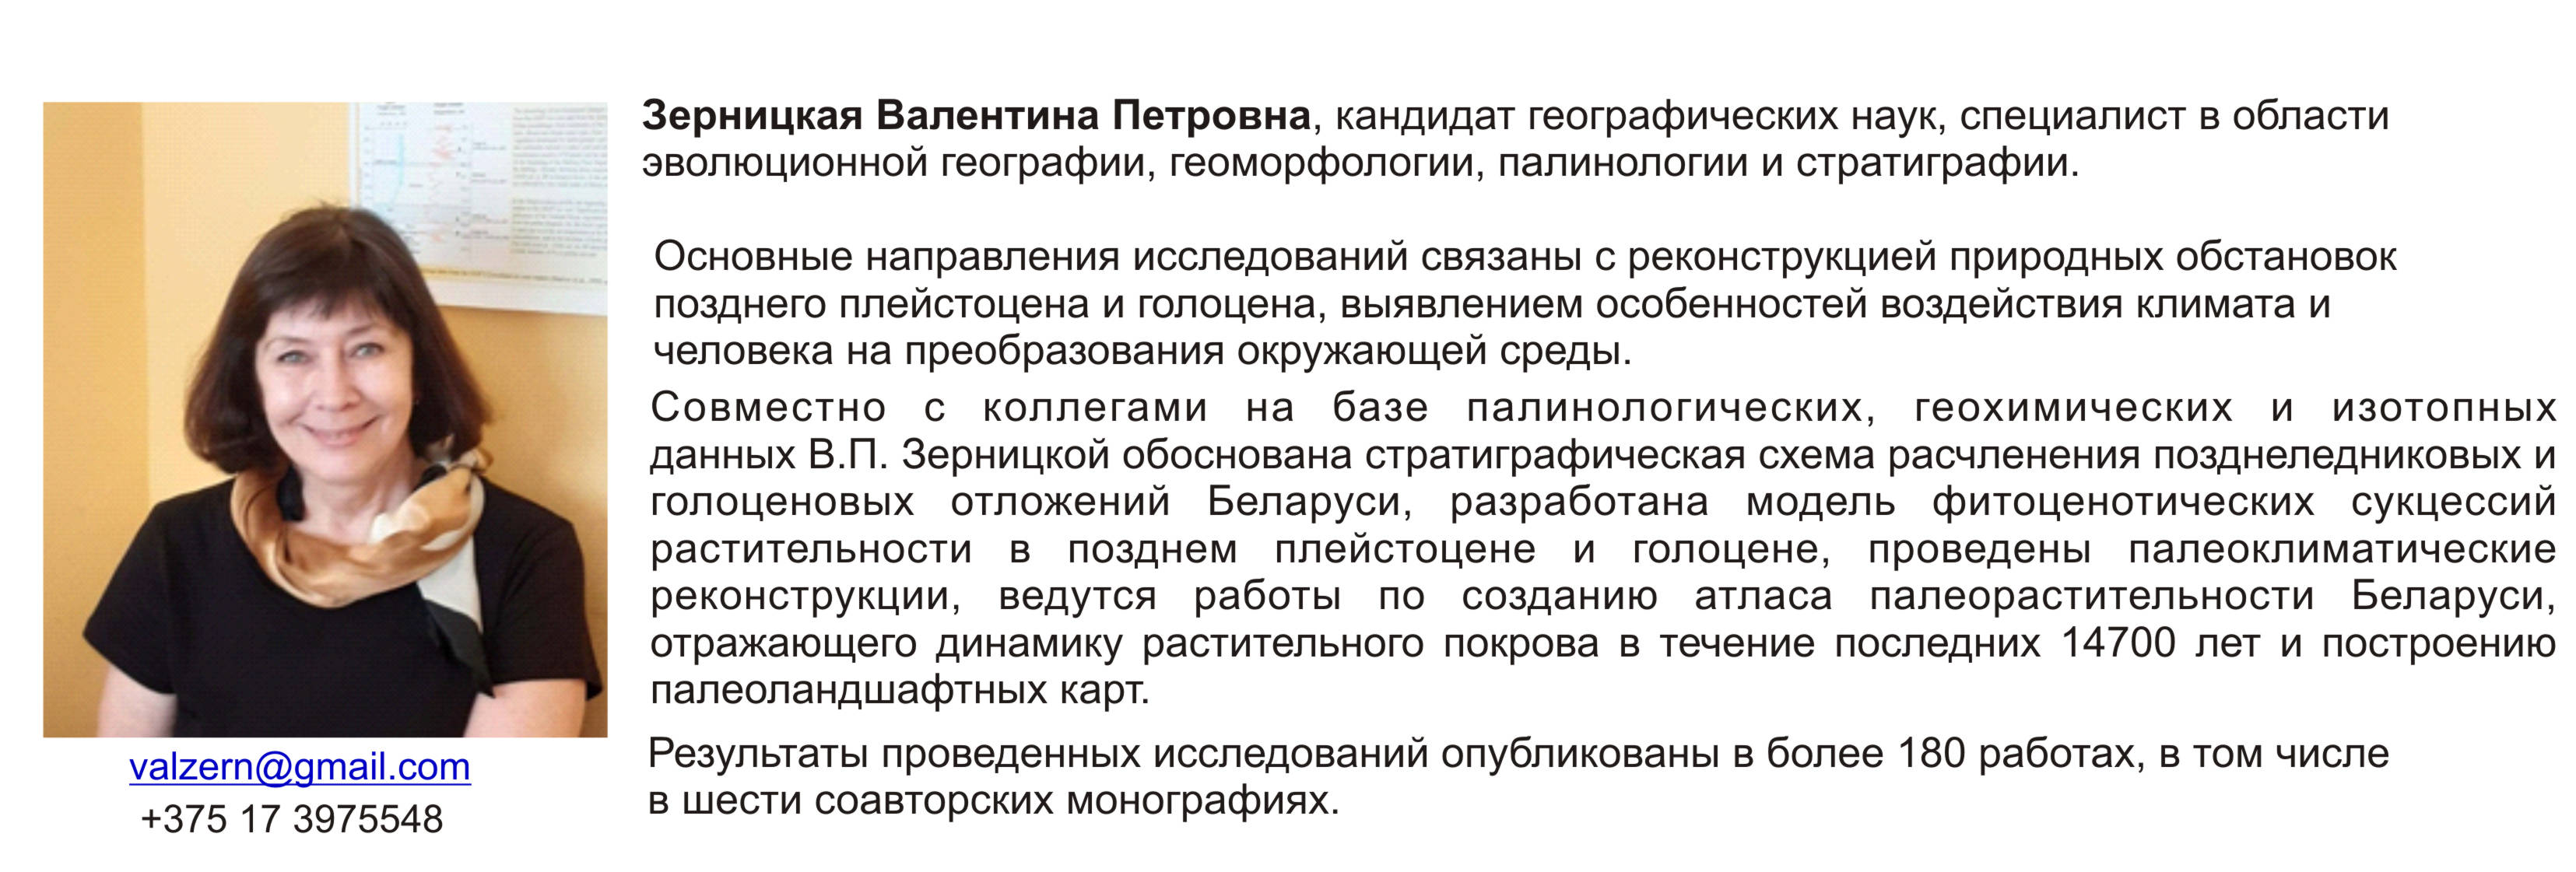 Зерницкая Валентина Петровна, кандидат географических наук, специалист в области
эволюционной географии, геоморфологии, палинологии и стратиграфии.
Основные направления исследований связаны с реконструкцией природных обстановок
позднего плейстоцена и голоцена, выявлением особенностей воздействия климата и
человека на преобразования окружающей среды.
Совместно с коллегами на базе палинологических, геохимических и изотопных
данных В.П. Зерницкой обоснована стратиграфическая схема расчленения позднеледниковых и
голоценовых отложений Беларуси, разработана модель фитоценотических сукцессий
растительности в позднем плейстоцене и голоцене, проведены палеоклиматические
реконструкции, ведутся работы по созданию атласа палеорастительности Беларуси,
отражающего динамику растительного покрова в течение последних 14700 лет и построению
палеоландшафтных карт.
Результаты проведенных исследований опубликованы в более 180 работах, в том числе
в шести соавторских монографиях.
valzern@gmail.com
+375 17 3975548